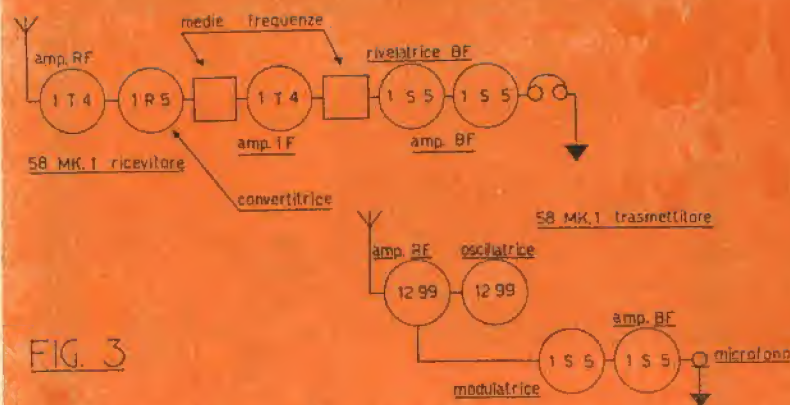 medie frequenze
amp. RF
rivelatrice BF
1 T 4
1 R 5
1 T 4
1 S 5
1 S 5
amp. IF
amp. BF
58 MK.1 ricevitore
convertitrice
58 MK.1 trasmettitore
amp. RF
oscillatrice
12 99
12 99
amp. BF
FIG. 3
1 S 5
1 S 5
microfono
modulatrice